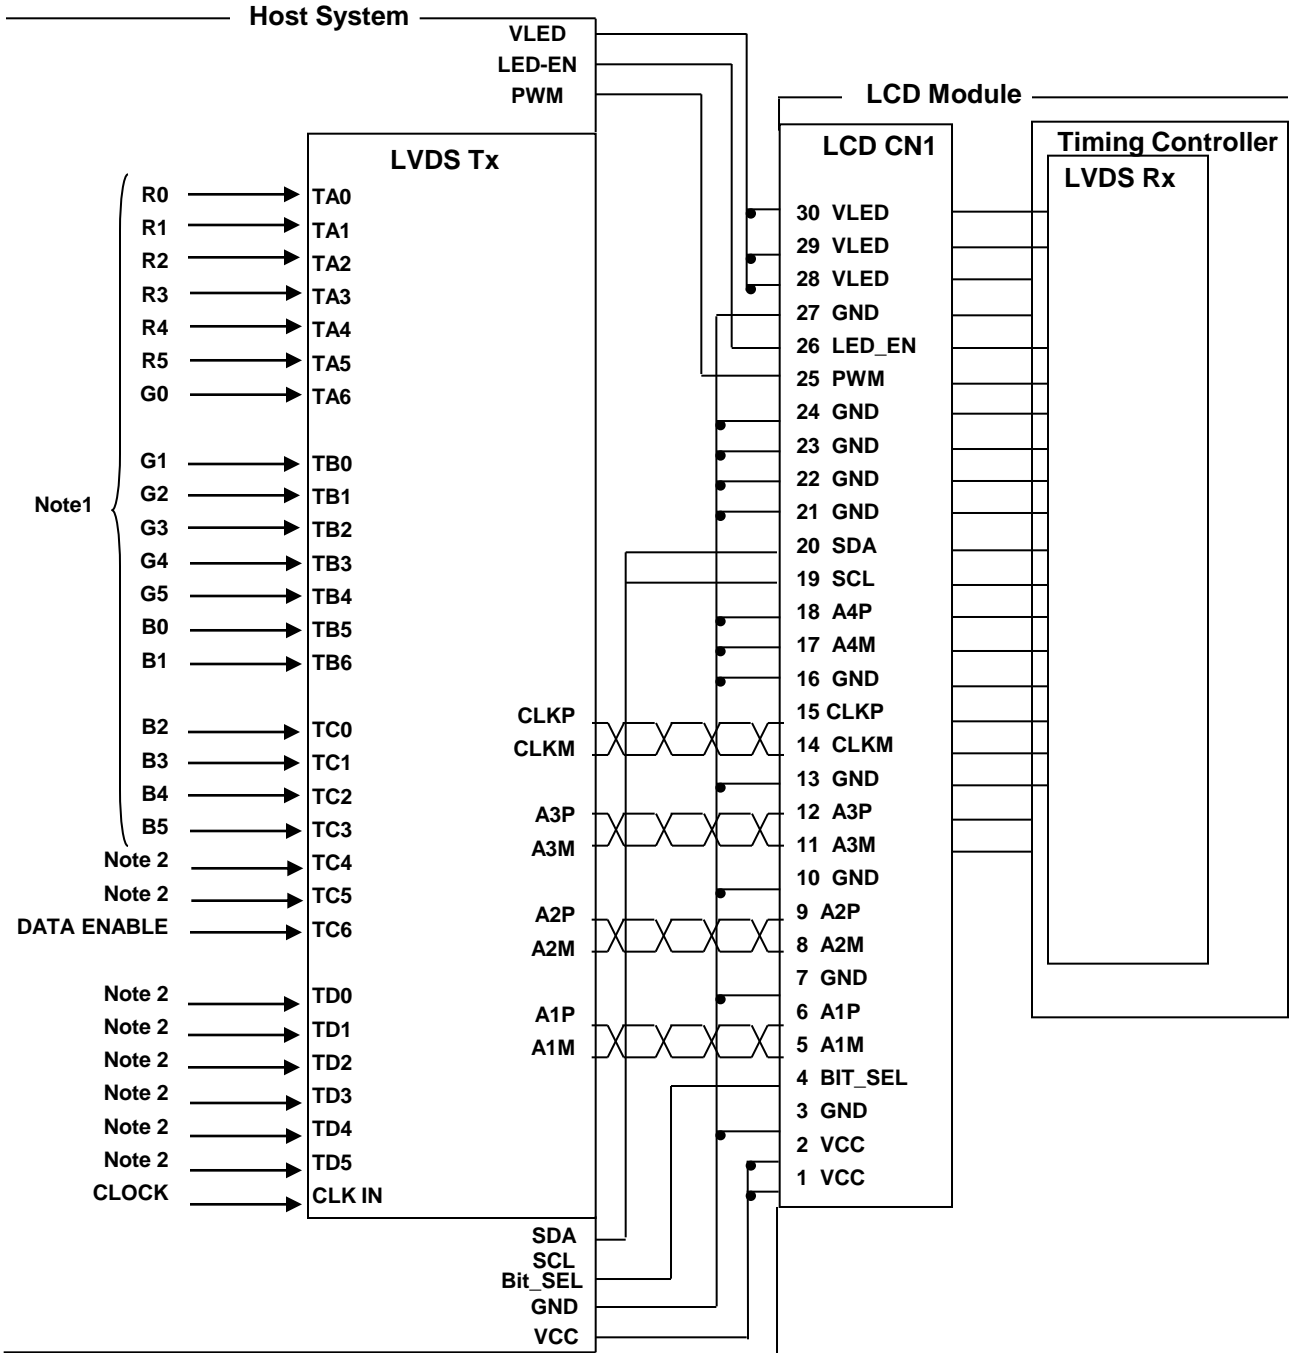 Host System
VLED
LED-EN
PWM
LCD Module
LVDS Tx
LCD CN1
Timing Controller
LVDS Rx
R0 TA0
R1 TA1
R2 TA2
R3 TA3
R4 TA4
R5 TA5
G0 TA6
G1 TB0
G2 TB1
Note1
G3 TB2
G4 TB3
G5 TB4
B0 TB5
B1 TB6
B2 TC0
B3 TC1
B4 TC2
B5 TC3
Note 2 TC4
Note 2 TC5
DATA ENABLE TC6
Note 2 TD0
Note 2 TD1
Note 2 TD2
Note 2 TD3
Note 2 TD4
Note 2 TD5
CLOCK CLK IN
CLKP
CLKM
A3P
A3M
A2P
A2M
A1P
A1M
SDA
SCL
Bit_SEL
GND
VCC
30 VLED
29 VLED
28 VLED
27 GND
26 LED_EN
25 PWM
24 GND
23 GND
22 GND
21 GND
20 SDA
19 SCL
18 A4P
17 A4M
16 GND
15 CLKP
14 CLKM
13 GND
12 A3P
11 A3M
10 GND
9 A2P
8 A2M
7 GND
6 A1P
5 A1M
4 BIT_SEL
3 GND
2 VCC
1 VCC